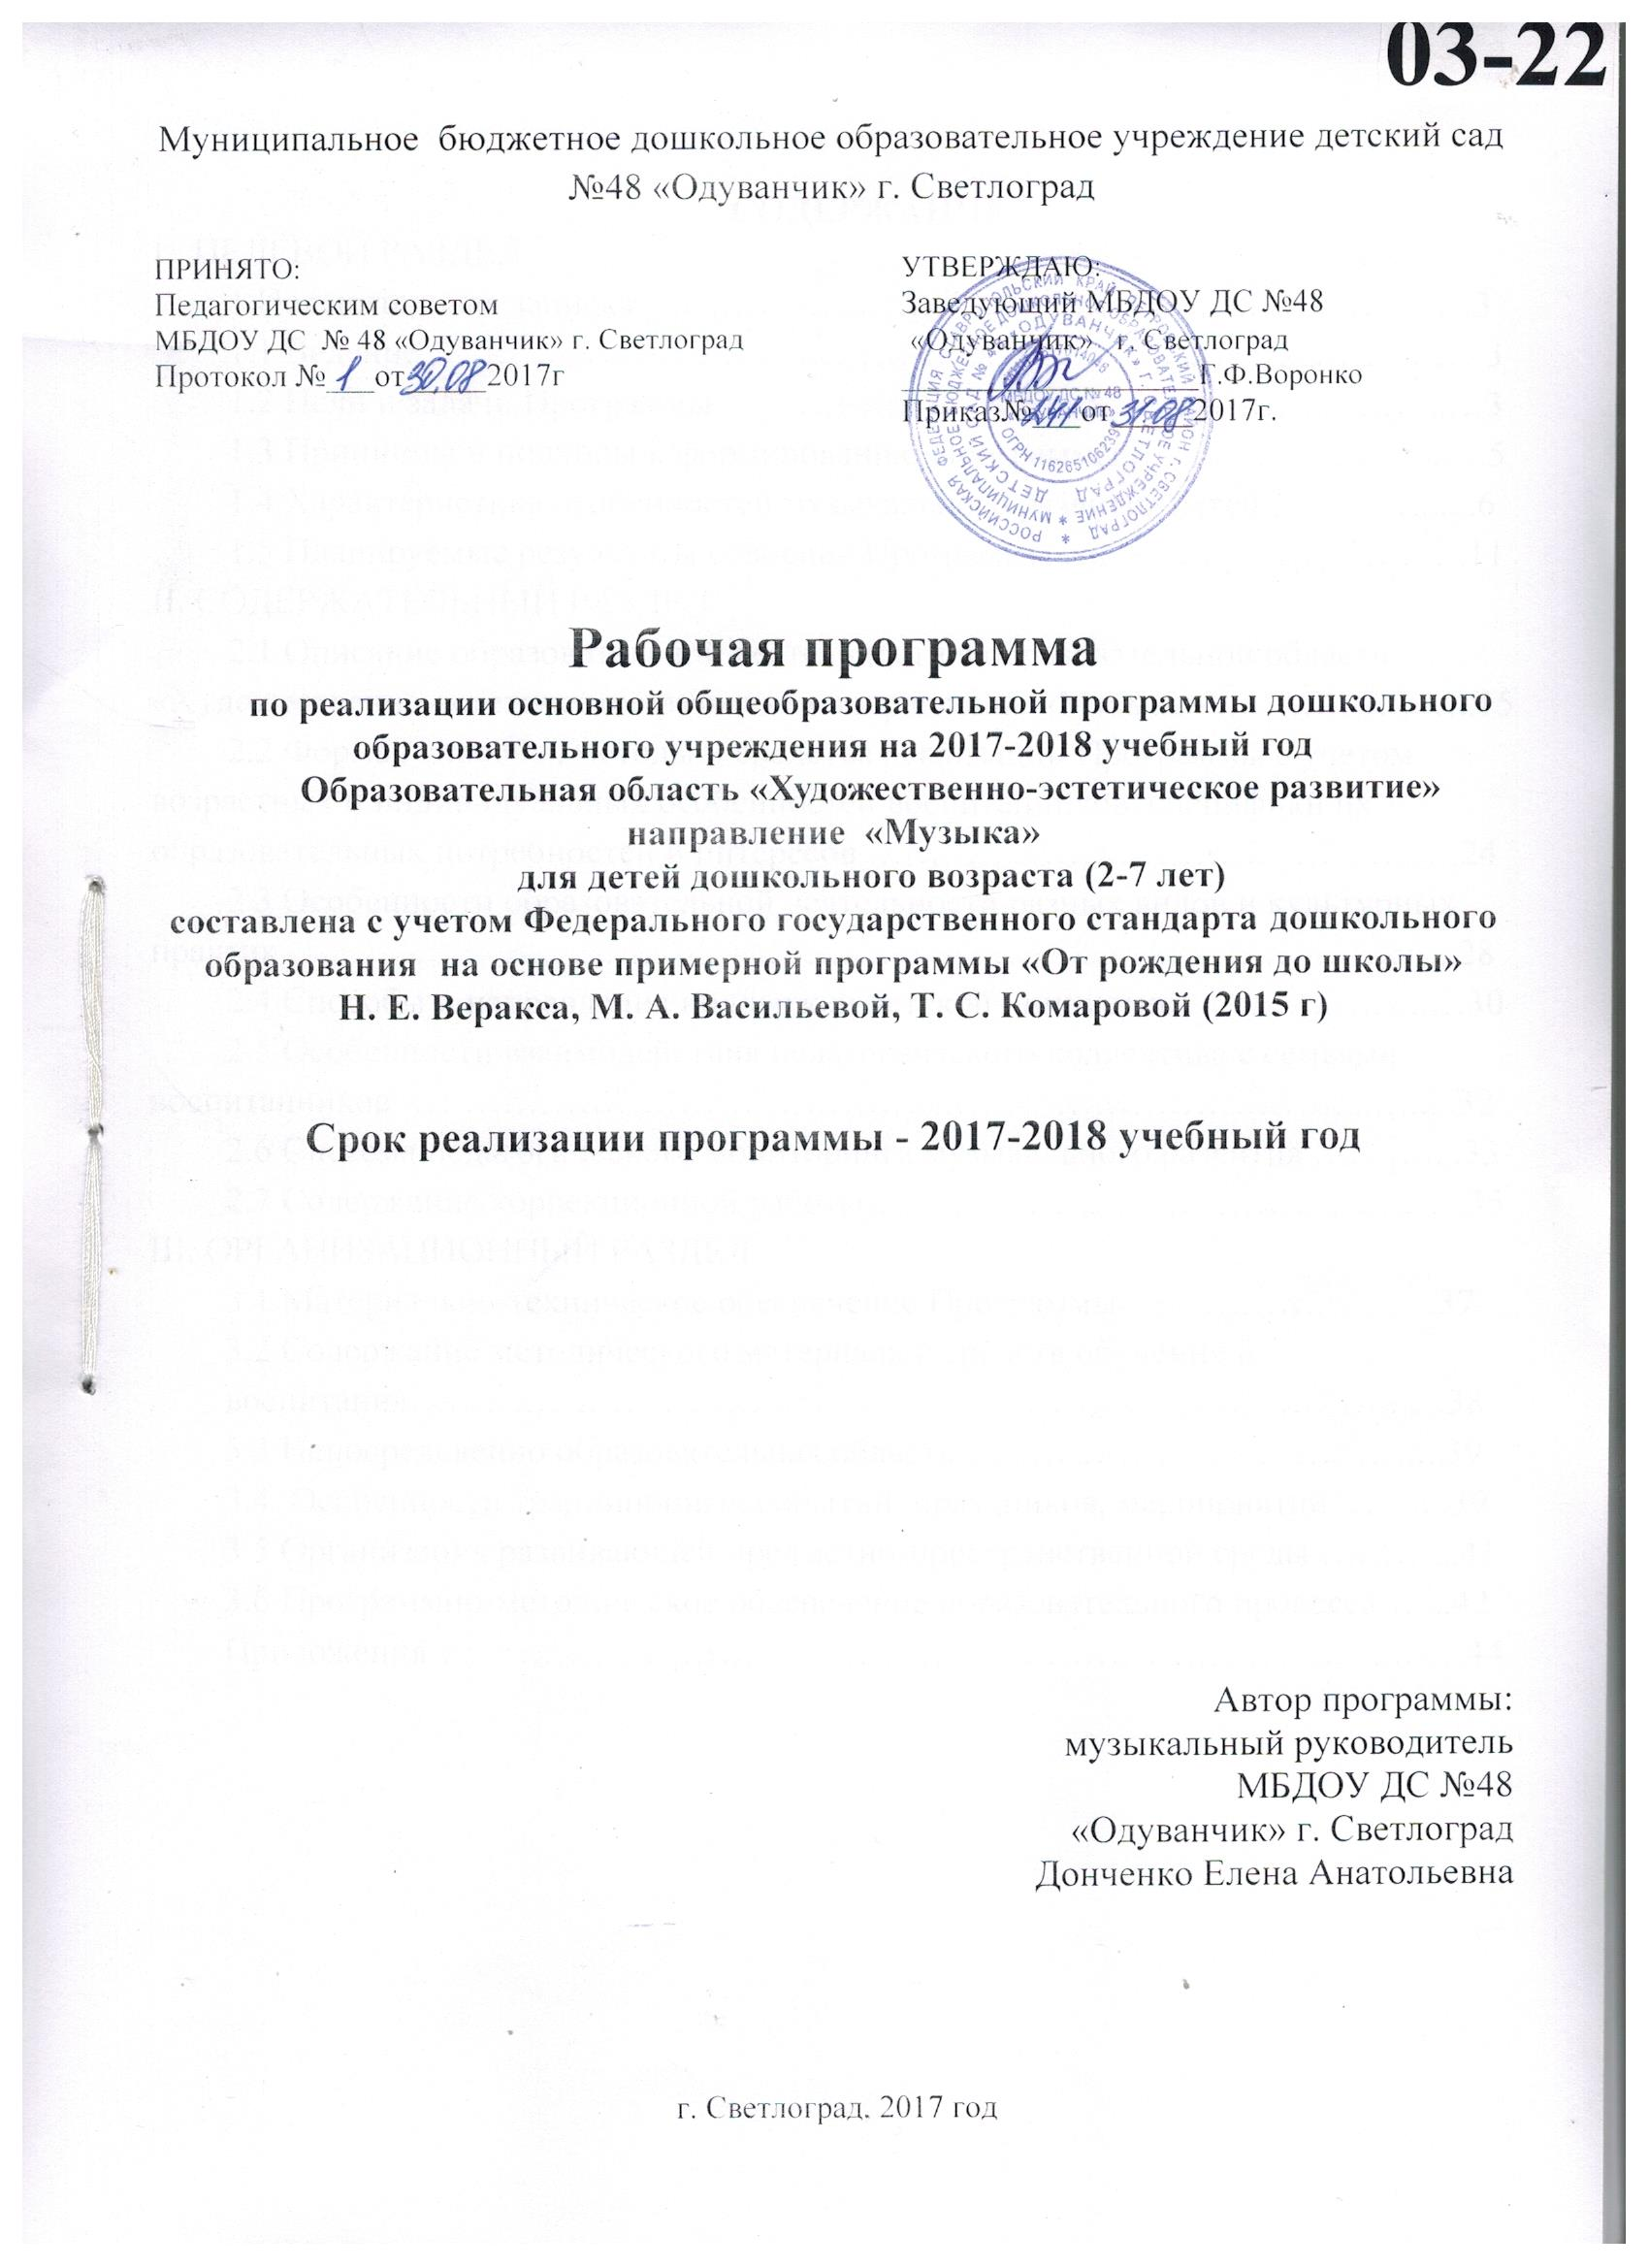 03-22
Муниципальное бюджетное дошкольное образовательное учреждение детский сад
№48 «Одуванчик» г. Светлоград
ПРИНЯТО:
Педагогическим советом
МБДОУ ДС № 48 «Одуванчик» г. Светлоград
Протокол № 1 от 30.08 2017г
УТВЕРЖДАЮ:
Заведующий МБДОУ ДС №48
«Одуванчик» г. Светлоград
Г.Ф.Воронко
Приказ№ от 31.08 2017г.
Рабочая программа
по реализации основной общеобразовательной программы дошкольного
образовательного учреждения на 2017-2018 учебный год
Образовательная область «Художественно-эстетическое развитие»
направление «Музыка»
для детей дошкольного возраста (2-7 лет)
составлена с учетом Федерального государственного стандарта дошкольного
образования на основе примерной программы «От рождения до школы»
Н. Е. Веракса, М. А. Васильевой, Т. С. Комаровой (2015 г)
Срок реализации программы - 2017-2018 учебный год
Автор программы:
музыкальный руководитель
МБДОУ ДС №48
«Одуванчик» г. Светлоград
Донченко Елена Анатольевна
г. Светлоград. 2017 год